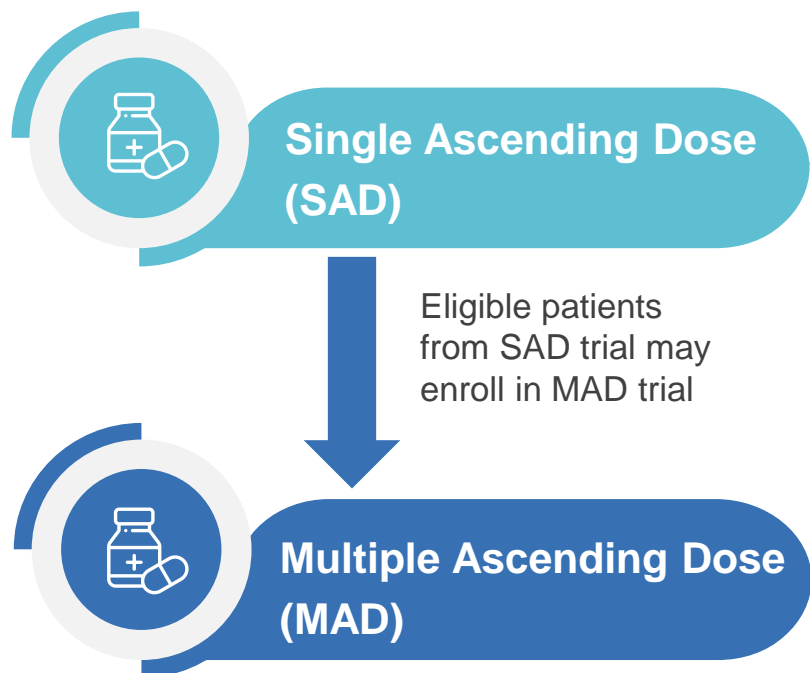 Single Ascending Dose
(SAD)
Eligible patients
from SAD trial may
enroll in MAD trial
Multiple Ascending Dose
(MAD)